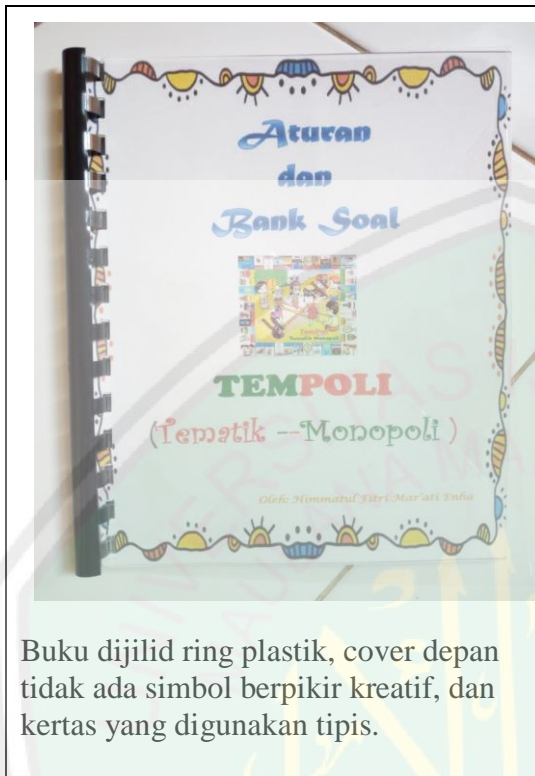 Aturan
dan
Bank Soal
TEMPOLI
(Tematik --Monopoli )
Oleh: Himmatul Fitri Mar'ati Enha
Buku dijilid ring plastik, cover depan
tidak ada simbol berpikir kreatif, dan
kertas yang digunakan tipis.